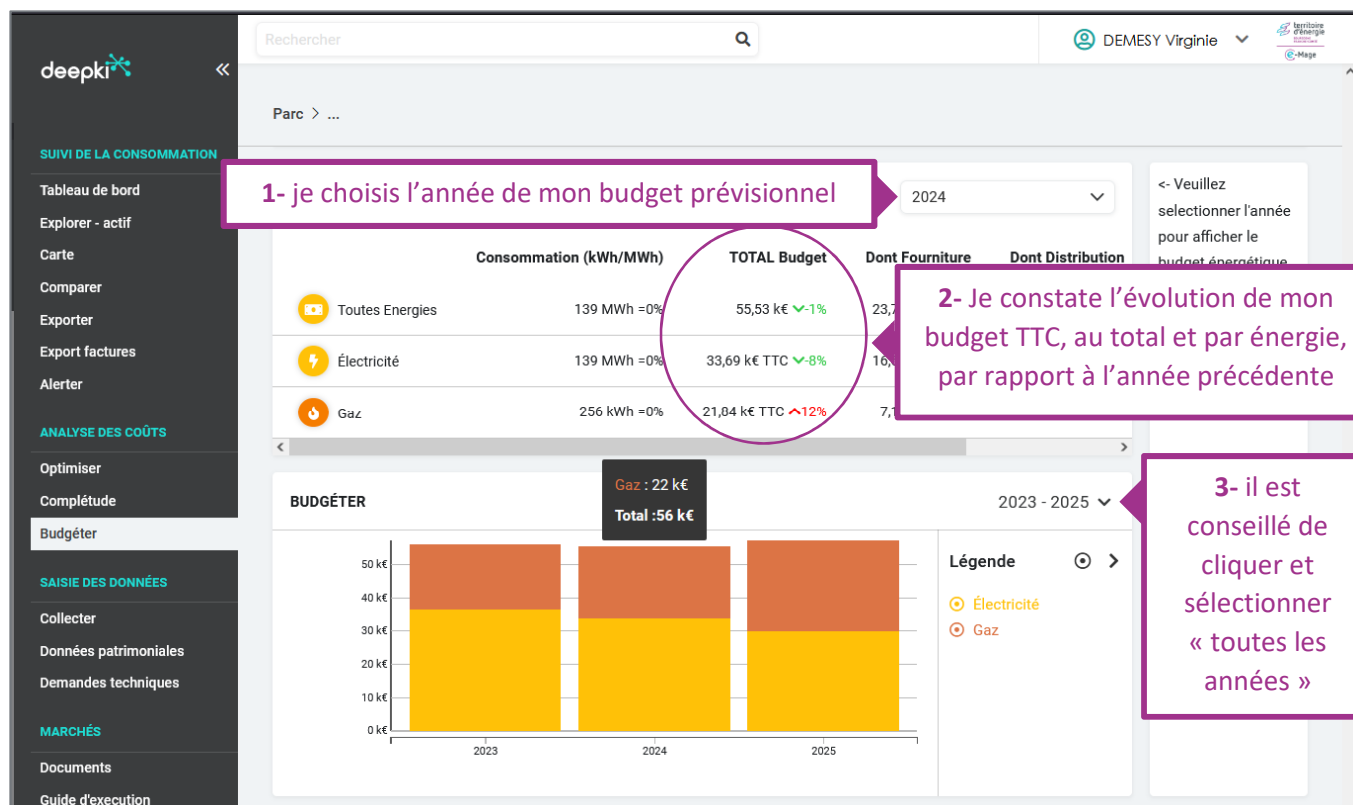 Rechercher
DEMESY Virginie
territoire
d'énergie
e-Mage
deepki
Parc > ...
SUIVI DE LA CONSOMMATION
Tableau de bord
Explorer - actif
Carte
Comparer
Exporter
Export factures
Alerter
ANALYSE DES COÛTS
Optimiser
Complétude
Budgéter
SAISIE DES DONNÉES
Collecter
Données patrimoniales
Demandes techniques
MARCHÉS
Documents
Guide d'execution
1- je choisis l'année de mon budget prévisionnel
2024
<- Veuillez
selectionner l'année
pour afficher le
budget énergétique
Consommation (kWh/MWh) TOTAL Budget Dont Fourniture Dont Distribution
Toutes Energies 139 MWh =0% 55,53 k€ -1% 23,7
Électricité 139 MWh =0% 33,69 k€ TTC -8% 16,
Gaz 256 kWh =0% 21,84 k€ TTC 12% 7,1
2- Je constate l'évolution de mon
budget TTC, au total et par énergie,
par rapport à l'année précédente
BUDGÉTER
2023 - 2025
Gaz : 22 k€
Total :56 k€
3- il est
conseillé de
cliquer et
sélectionner
« toutes les
années »
50 k€
40 k€
30 k€
20 k€
10 k€
0 k€
2023 2024 2025
Légende
Électricité
Gaz